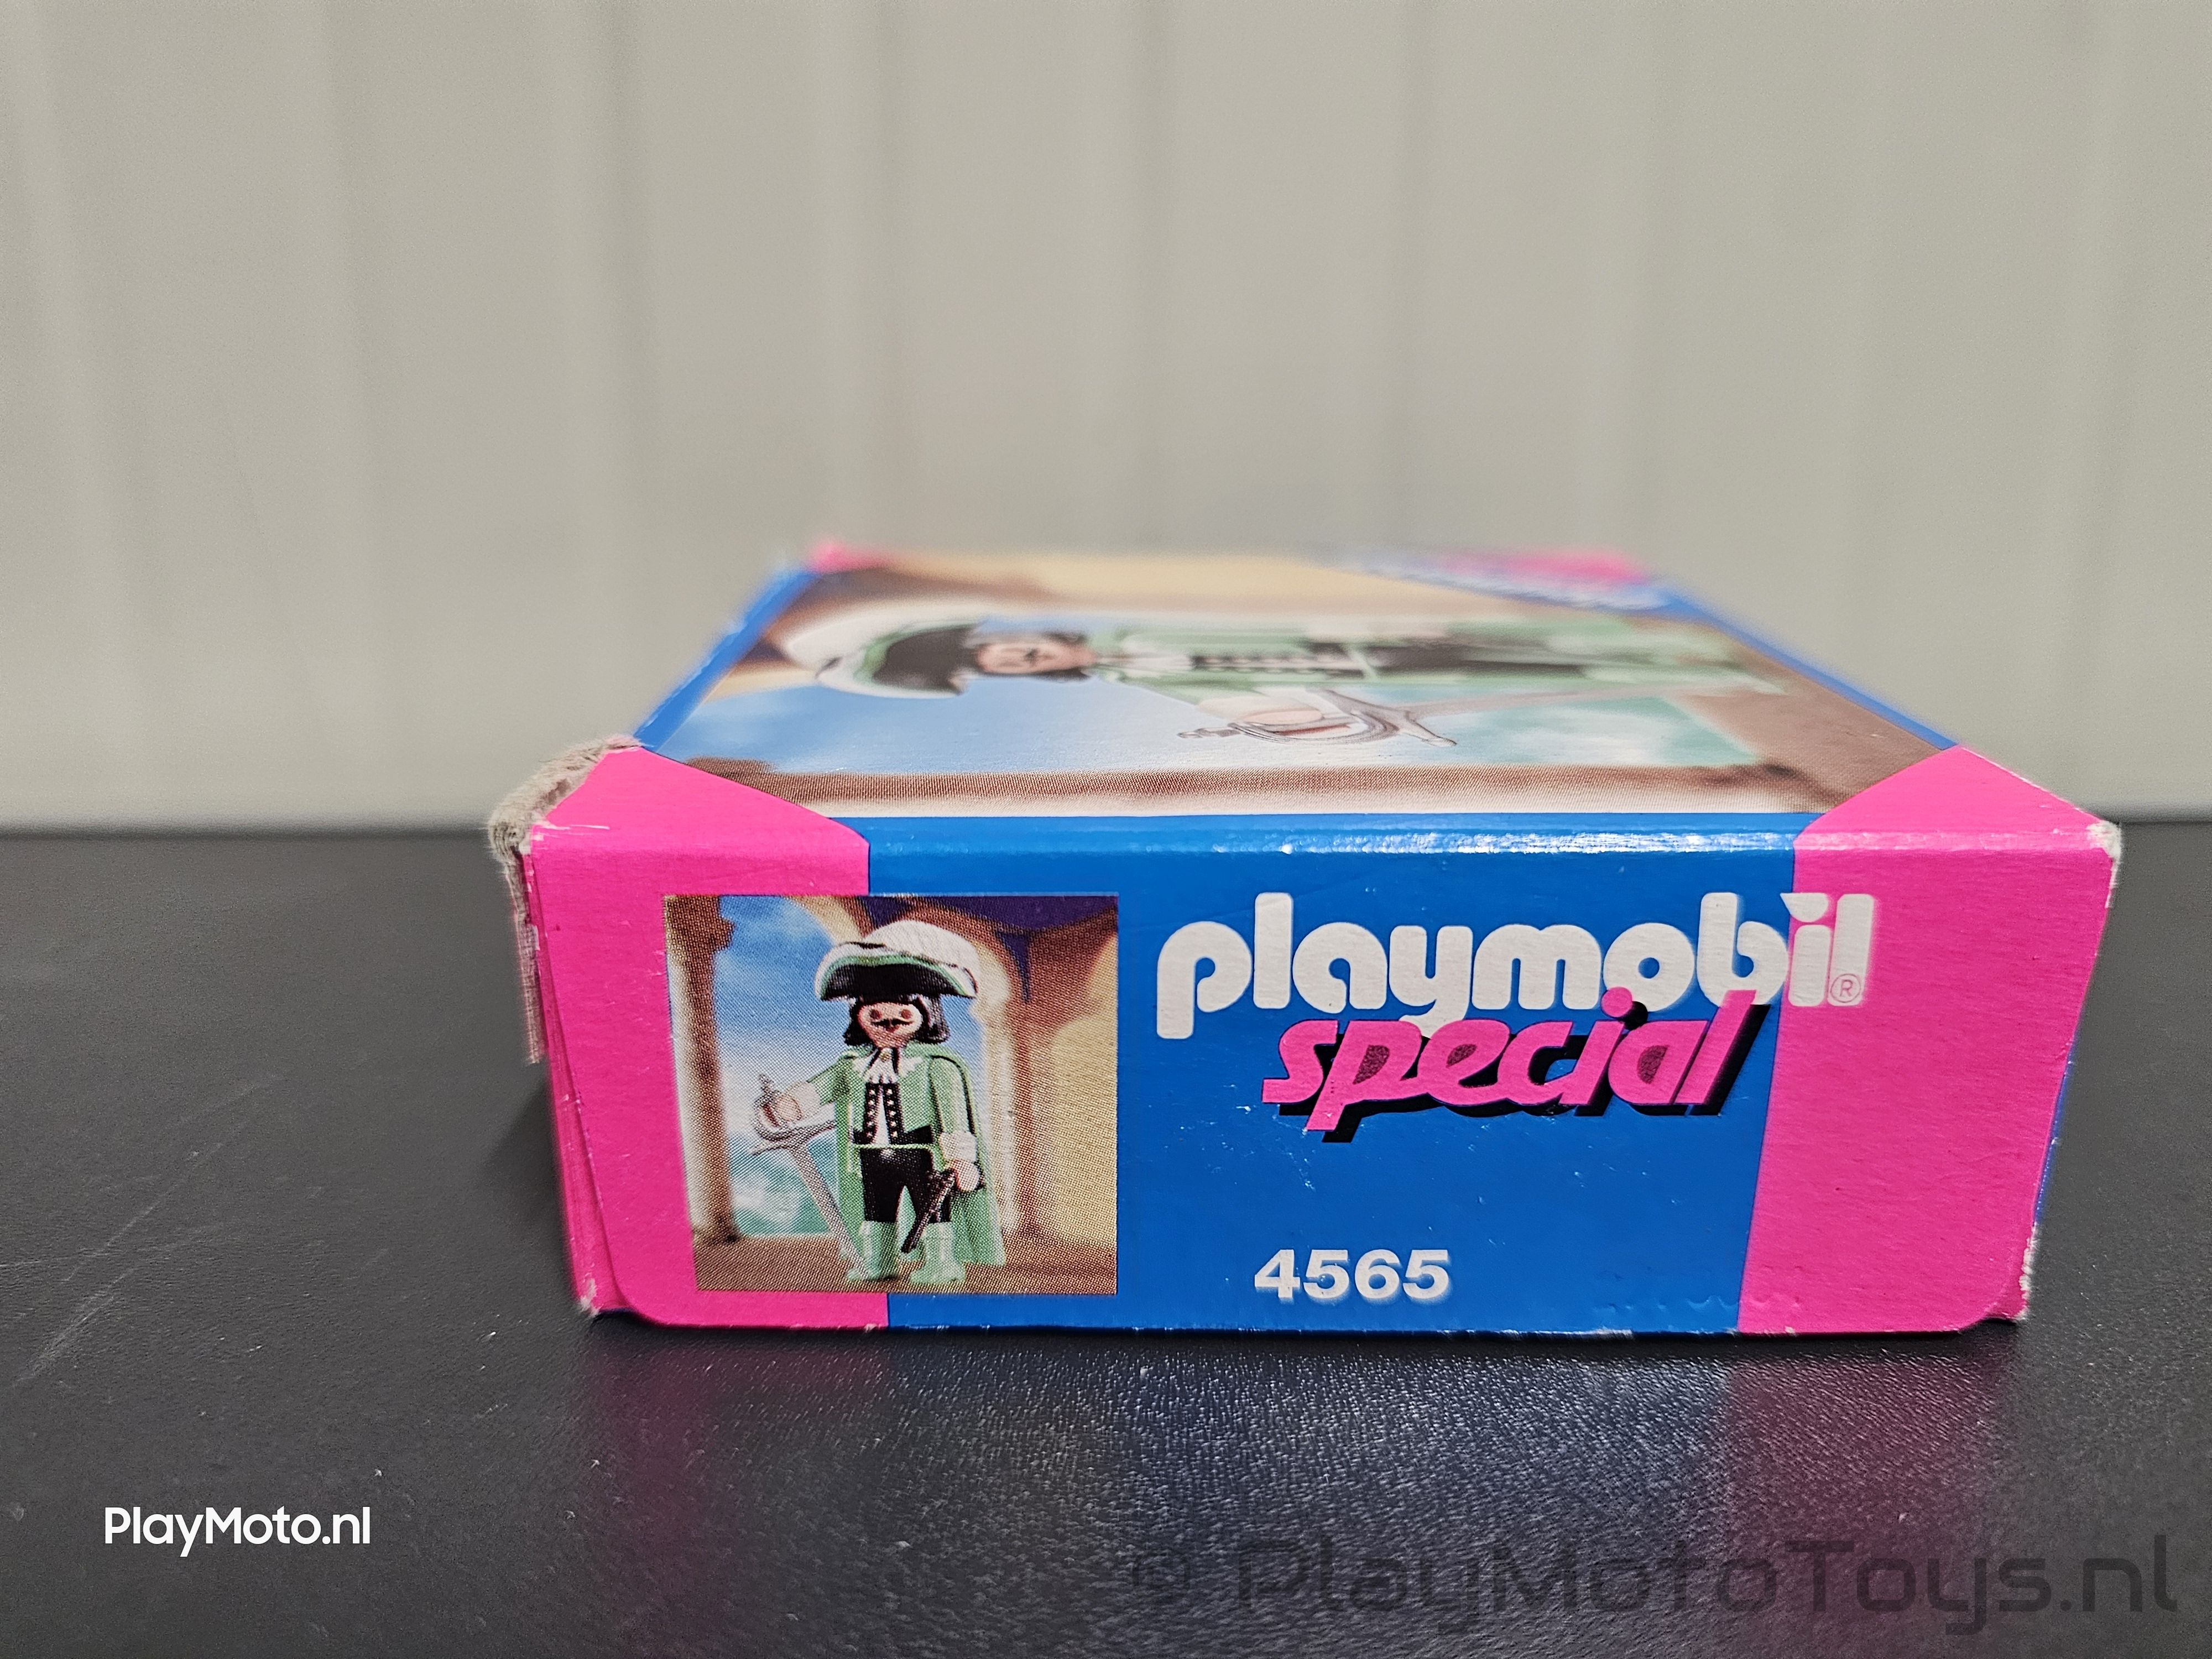 playmobil®
special
4565
PlayMoto.nl
© PlayMotoToys.nl